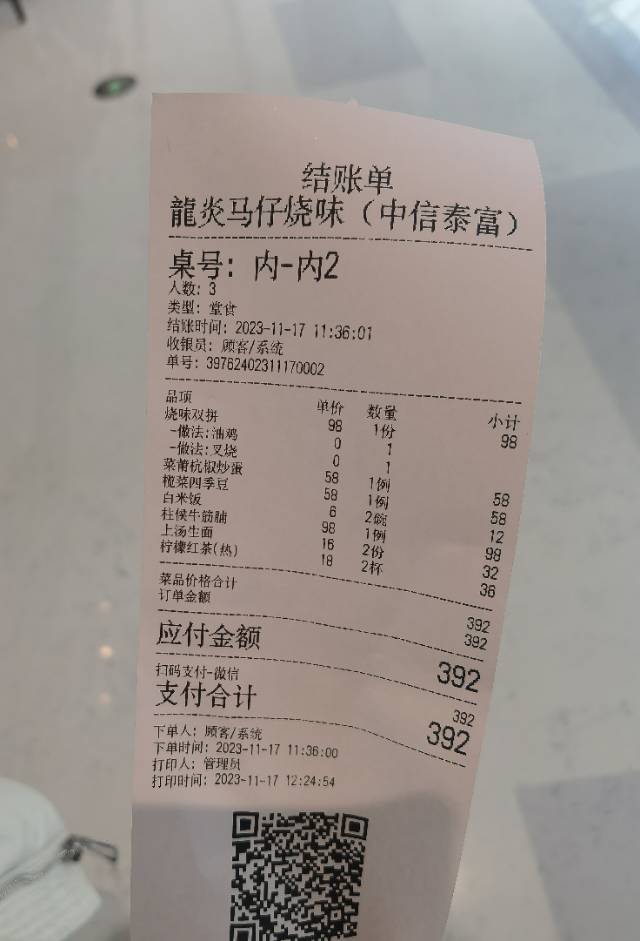 结账单
龍炎马仔烧味（中信泰富）
桌号: 内-内2
人数: 3
类型: 堂食
结账时间: 2023-11-17 11:36:01
收银员: 顾客/系统
单号: 39762402311170002
品项 单价 数量 小计
烧味双拼 98 1份 98
-做法:油鸡 0 1
-做法:叉烧 0 1
菜莆杭椒炒蛋 58 1例 58
榄菜四季豆 58 1例 58
白米饭 6 2碗 12
柱候牛筋腩 98 1例 98
上汤生面 16 2份 32
柠檬红茶(热) 18 2杯 36
菜品价格合计 392
订单金额 392
应付金额 392
扫码支付-微信 392
支付合计 392
下单人: 顾客/系统
下单时间: 2023-11-17 11:36:00
打印人: 管理员
打印时间: 2023-11-17 12:24:54